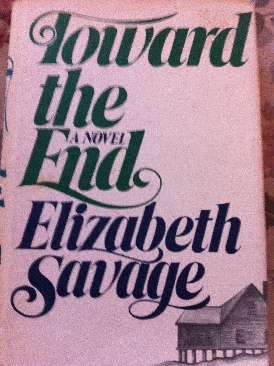 Toward
the
A NOVEL
End
Elizabeth
Savage